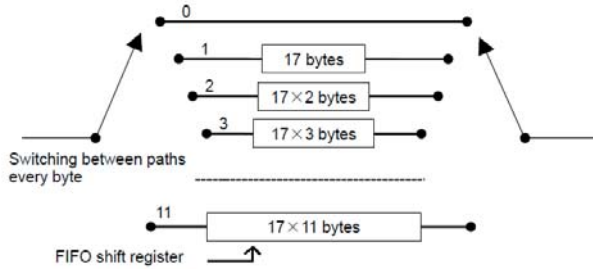 0
1
17 bytes
2
17×2 bytes
3
17×3 bytes
Switching between paths
every byte
11
17×11 bytes
FIFO shift register